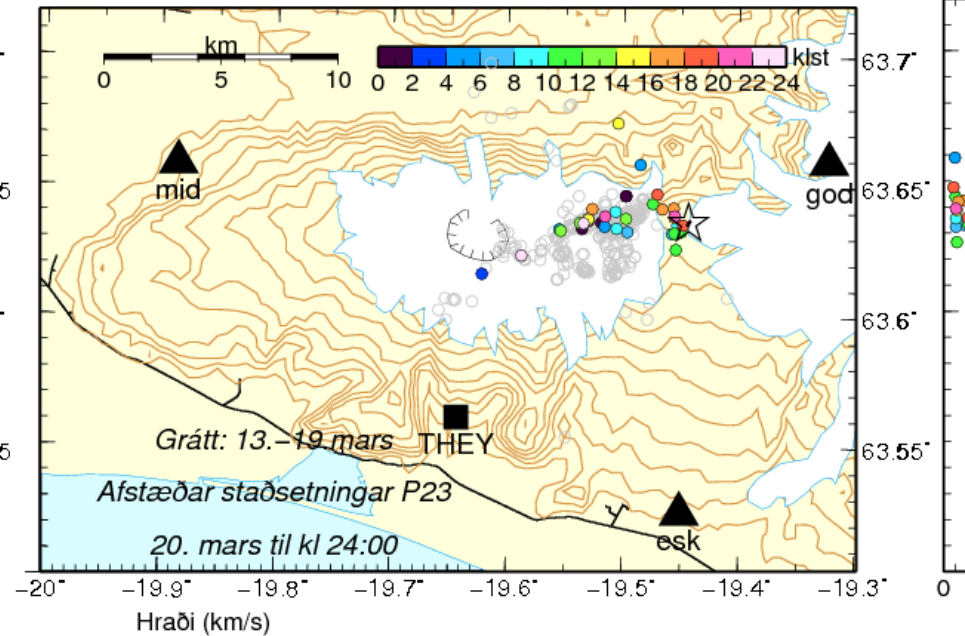 km
0 5 10
klst
0 2 4 6 8 10 12 14 16 18 20 22 24
63.7°
mid
god
63.65°
63.6°
THEY
Grátt: 13.–19 mars
63.55°
Afstæðar staðsetningar P23
esk
20. mars til kl 24:00
−20° −19.9° −19.8° −19.7° −19.6° −19.5° −19.4° −19.3°
0
Hraði (km/s)